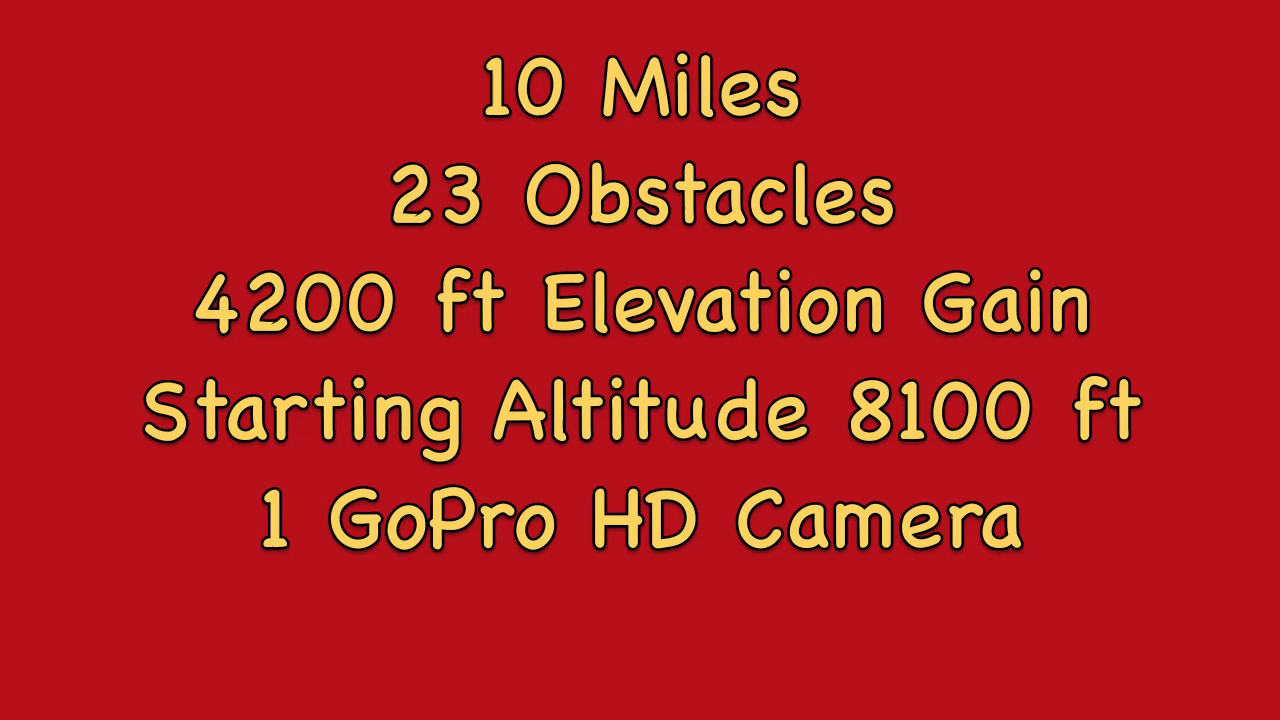 10 Miles
23 Obstacles
4200 ft Elevation Gain
Starting Altitude 8100 ft
1 GoPro HD Camera